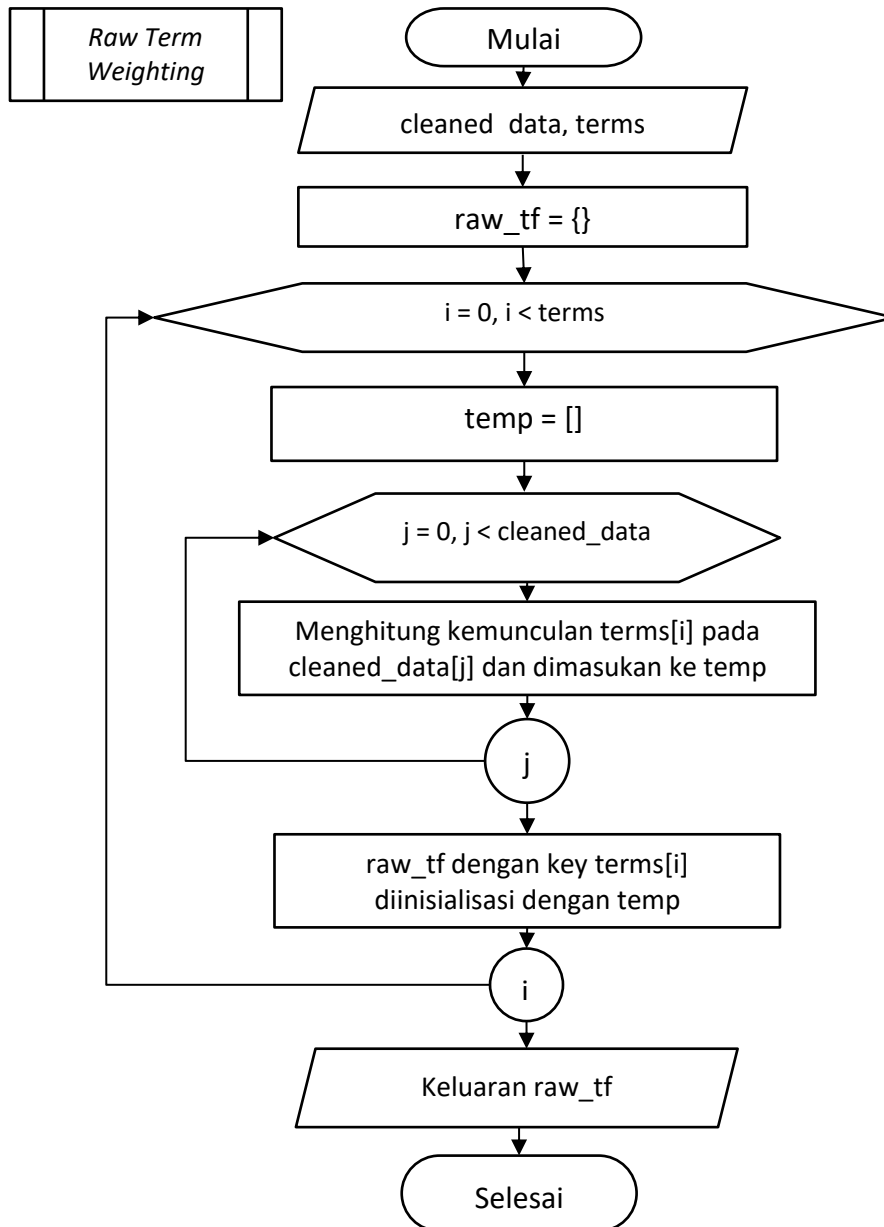 Raw Term
Weighting
Mulai
cleaned data, terms
raw_tf = {}
i = 0, i < terms
temp = []
j = 0, j < cleaned_data
Menghitung kemunculan terms[i] pada
cleaned_data[j] dan dimasukan ke temp
j
raw_tf dengan key terms[i]
diinisialisasi dengan temp
i
Keluaran raw_tf
Selesai